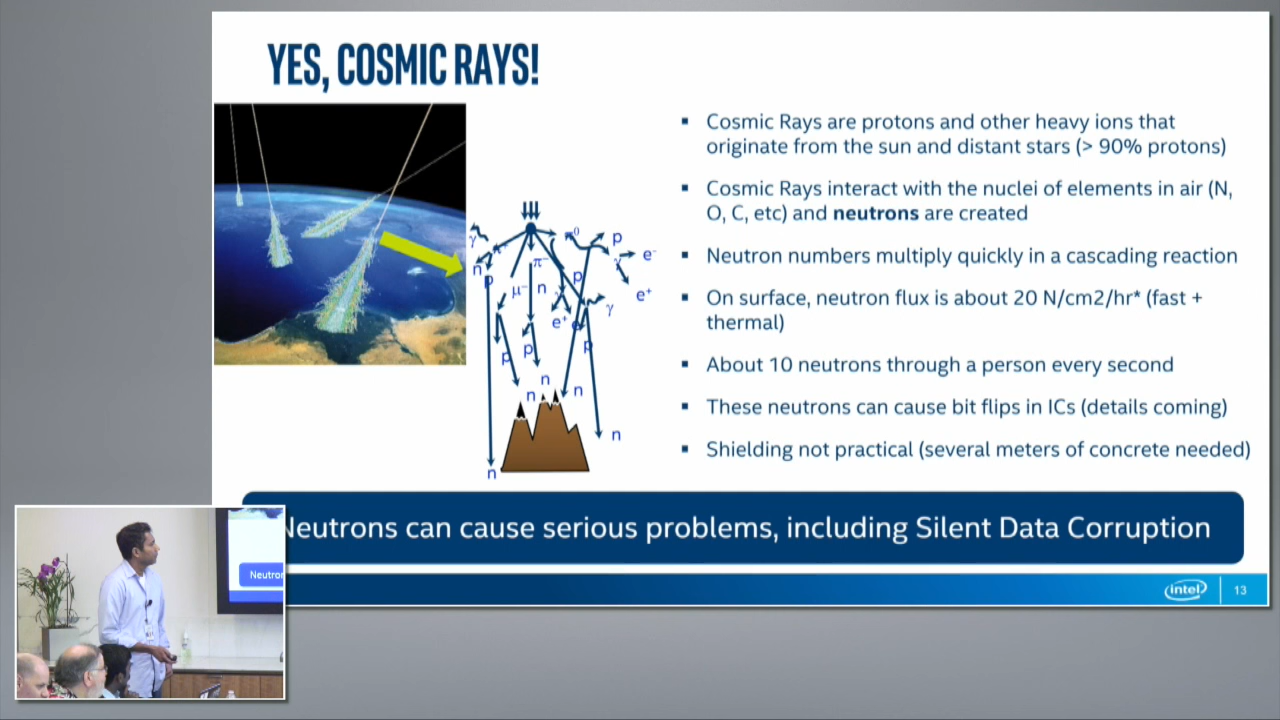 YES, COSMIC RAYS!
Cosmic Rays are protons and other heavy ions that
originate from the sun and distant stars (> 90% protons)
Cosmic Rays interact with the nuclei of elements in air (N,
O, C, etc) and neutrons are created
Neutron numbers multiply quickly in a cascading reaction
On surface, neutron flux is about 20 N/cm2/hr* (fast +
thermal)
About 10 neutrons through a person every second
These neutrons can cause bit flips in ICs (details coming)
Shielding not practical (several meters of concrete needed)
γ
π⁰
p
e⁻
n
p
π⁻
p
γ
μ⁻
n
e⁺
γ
e⁺
p
p
p
n
n
n
n
n
Neutrons can cause serious problems, including Silent Data Corruption
Neutron
intel
13